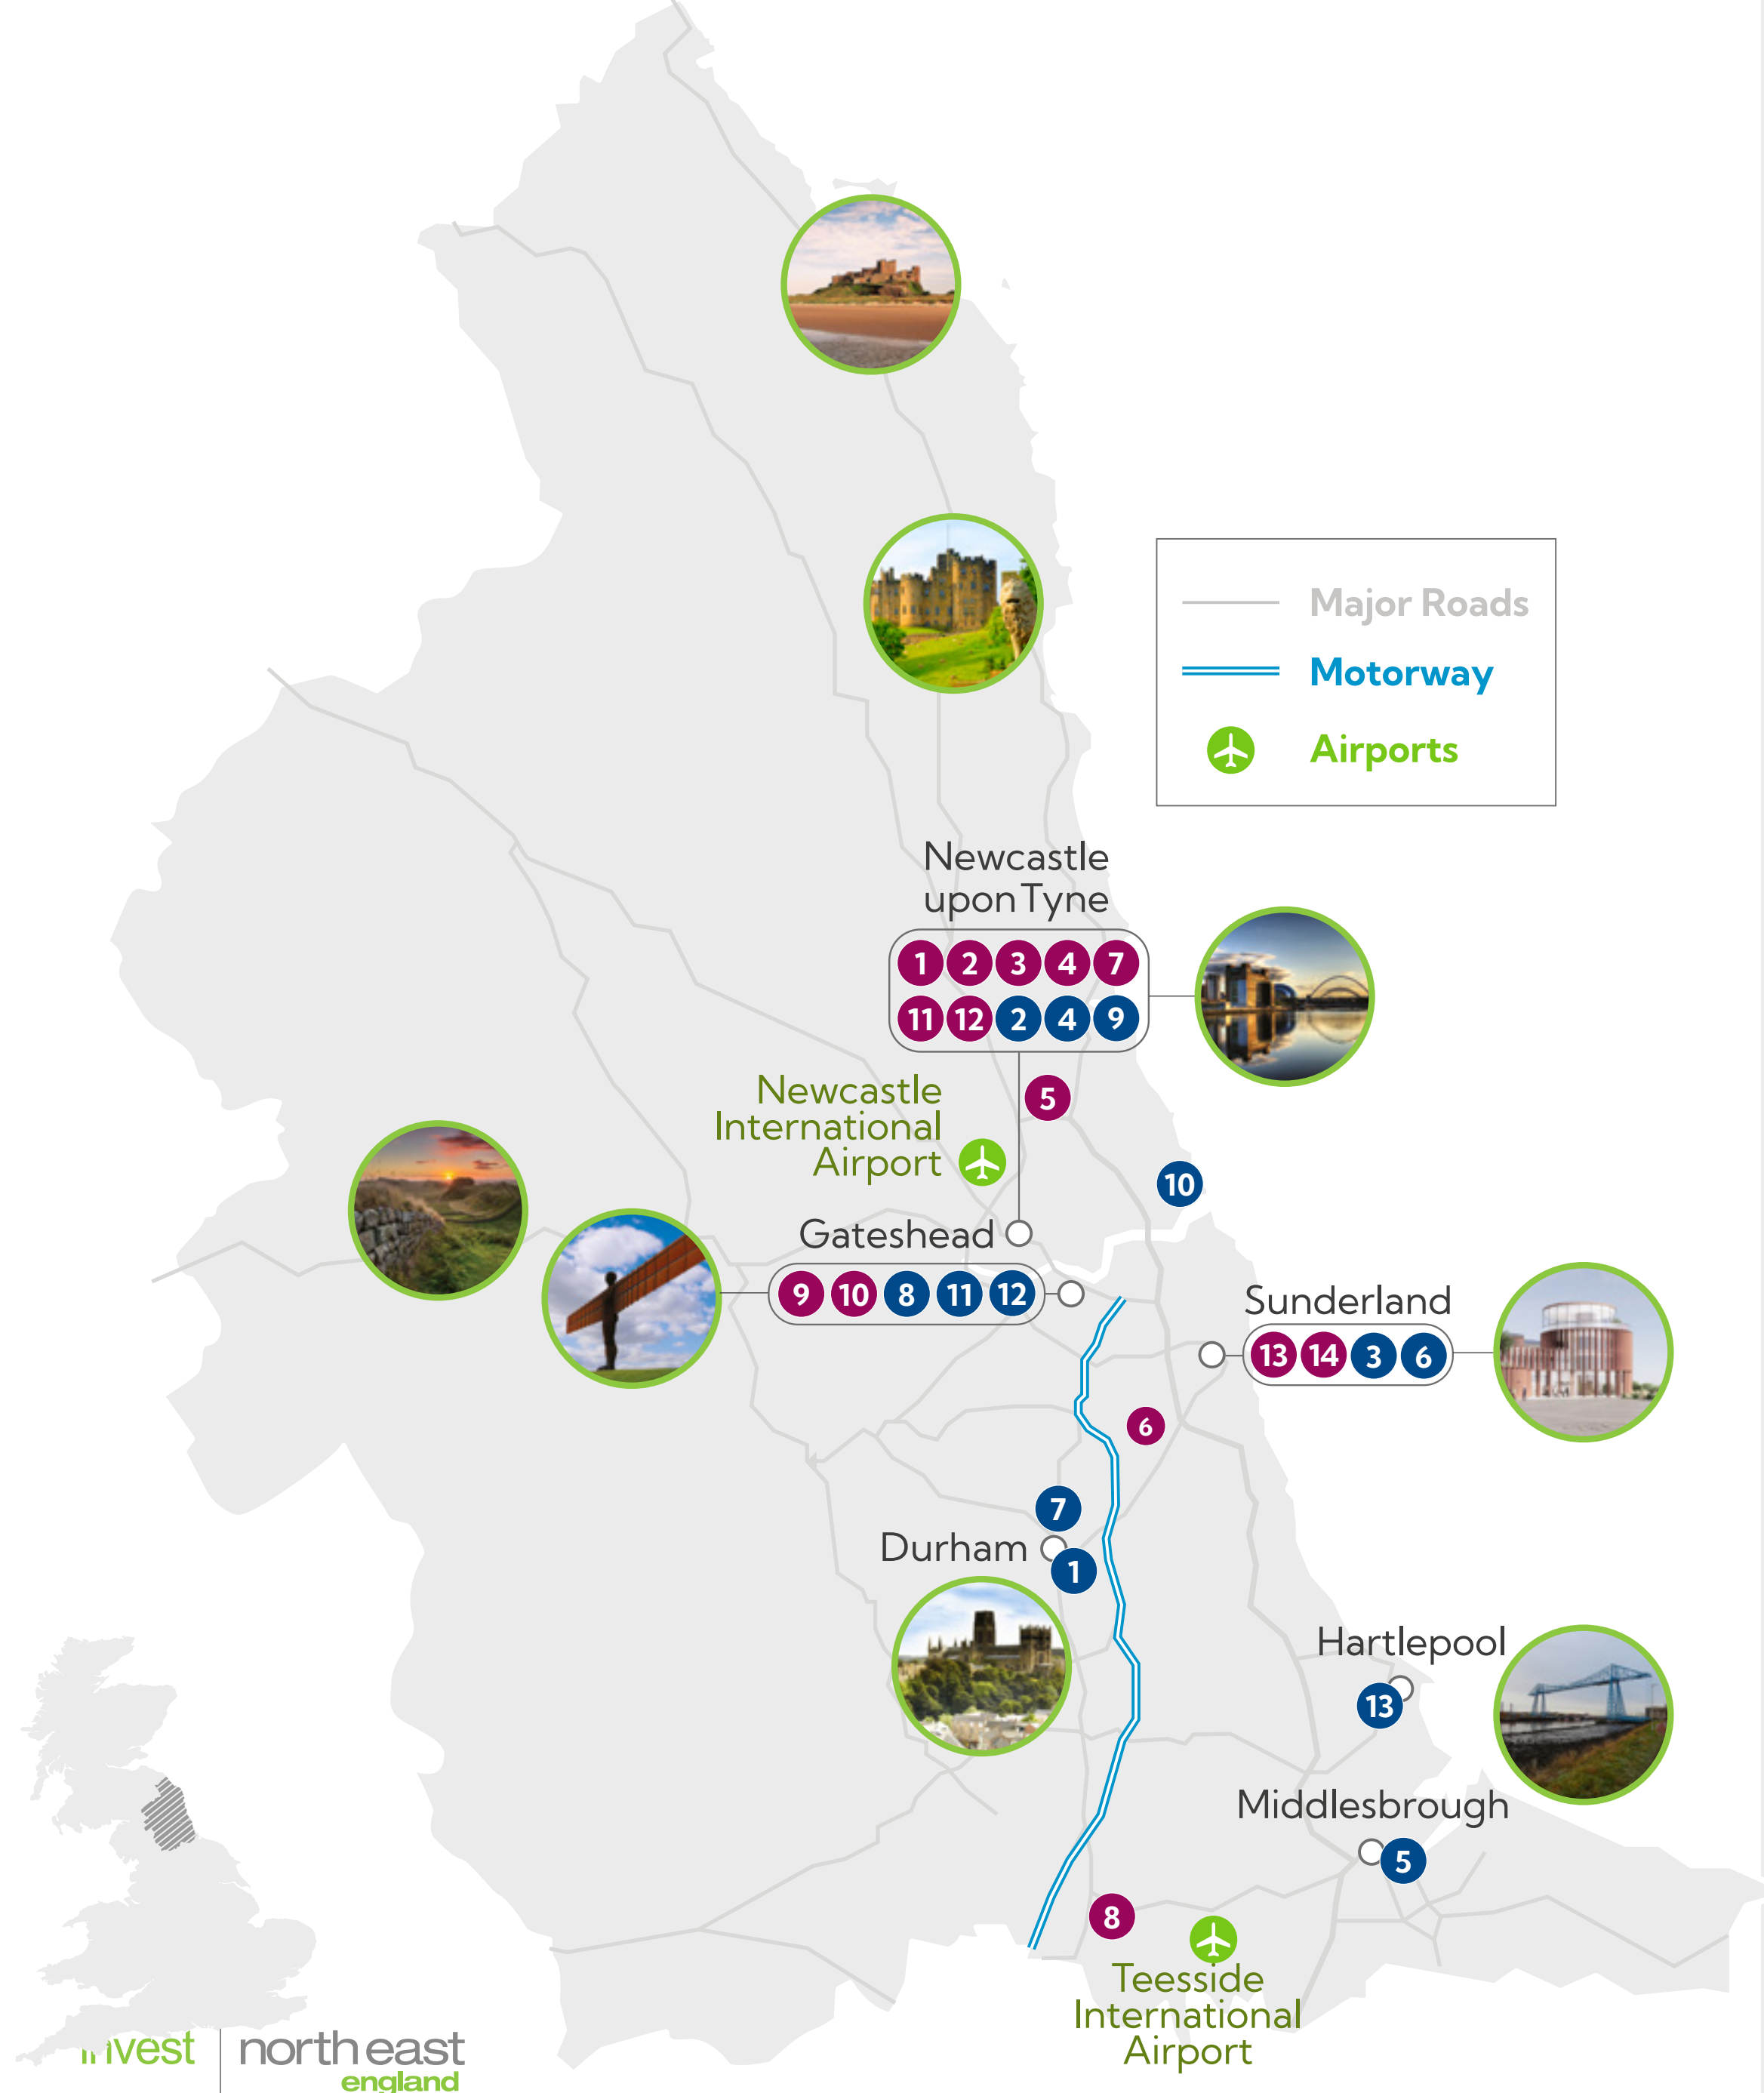 Major Roads
Motorway
Airports
Newcastle
upon Tyne
1 2 3 4 7
11 12 2 4 9
5
Newcastle
International
Airport
10
Gateshead
9 10 8 11 12
Sunderland
13 14 3 6
6
7
Durham
1
Hartlepool
13
Middlesbrough
5
8
Teesside
International
Airport
invest
north east
england